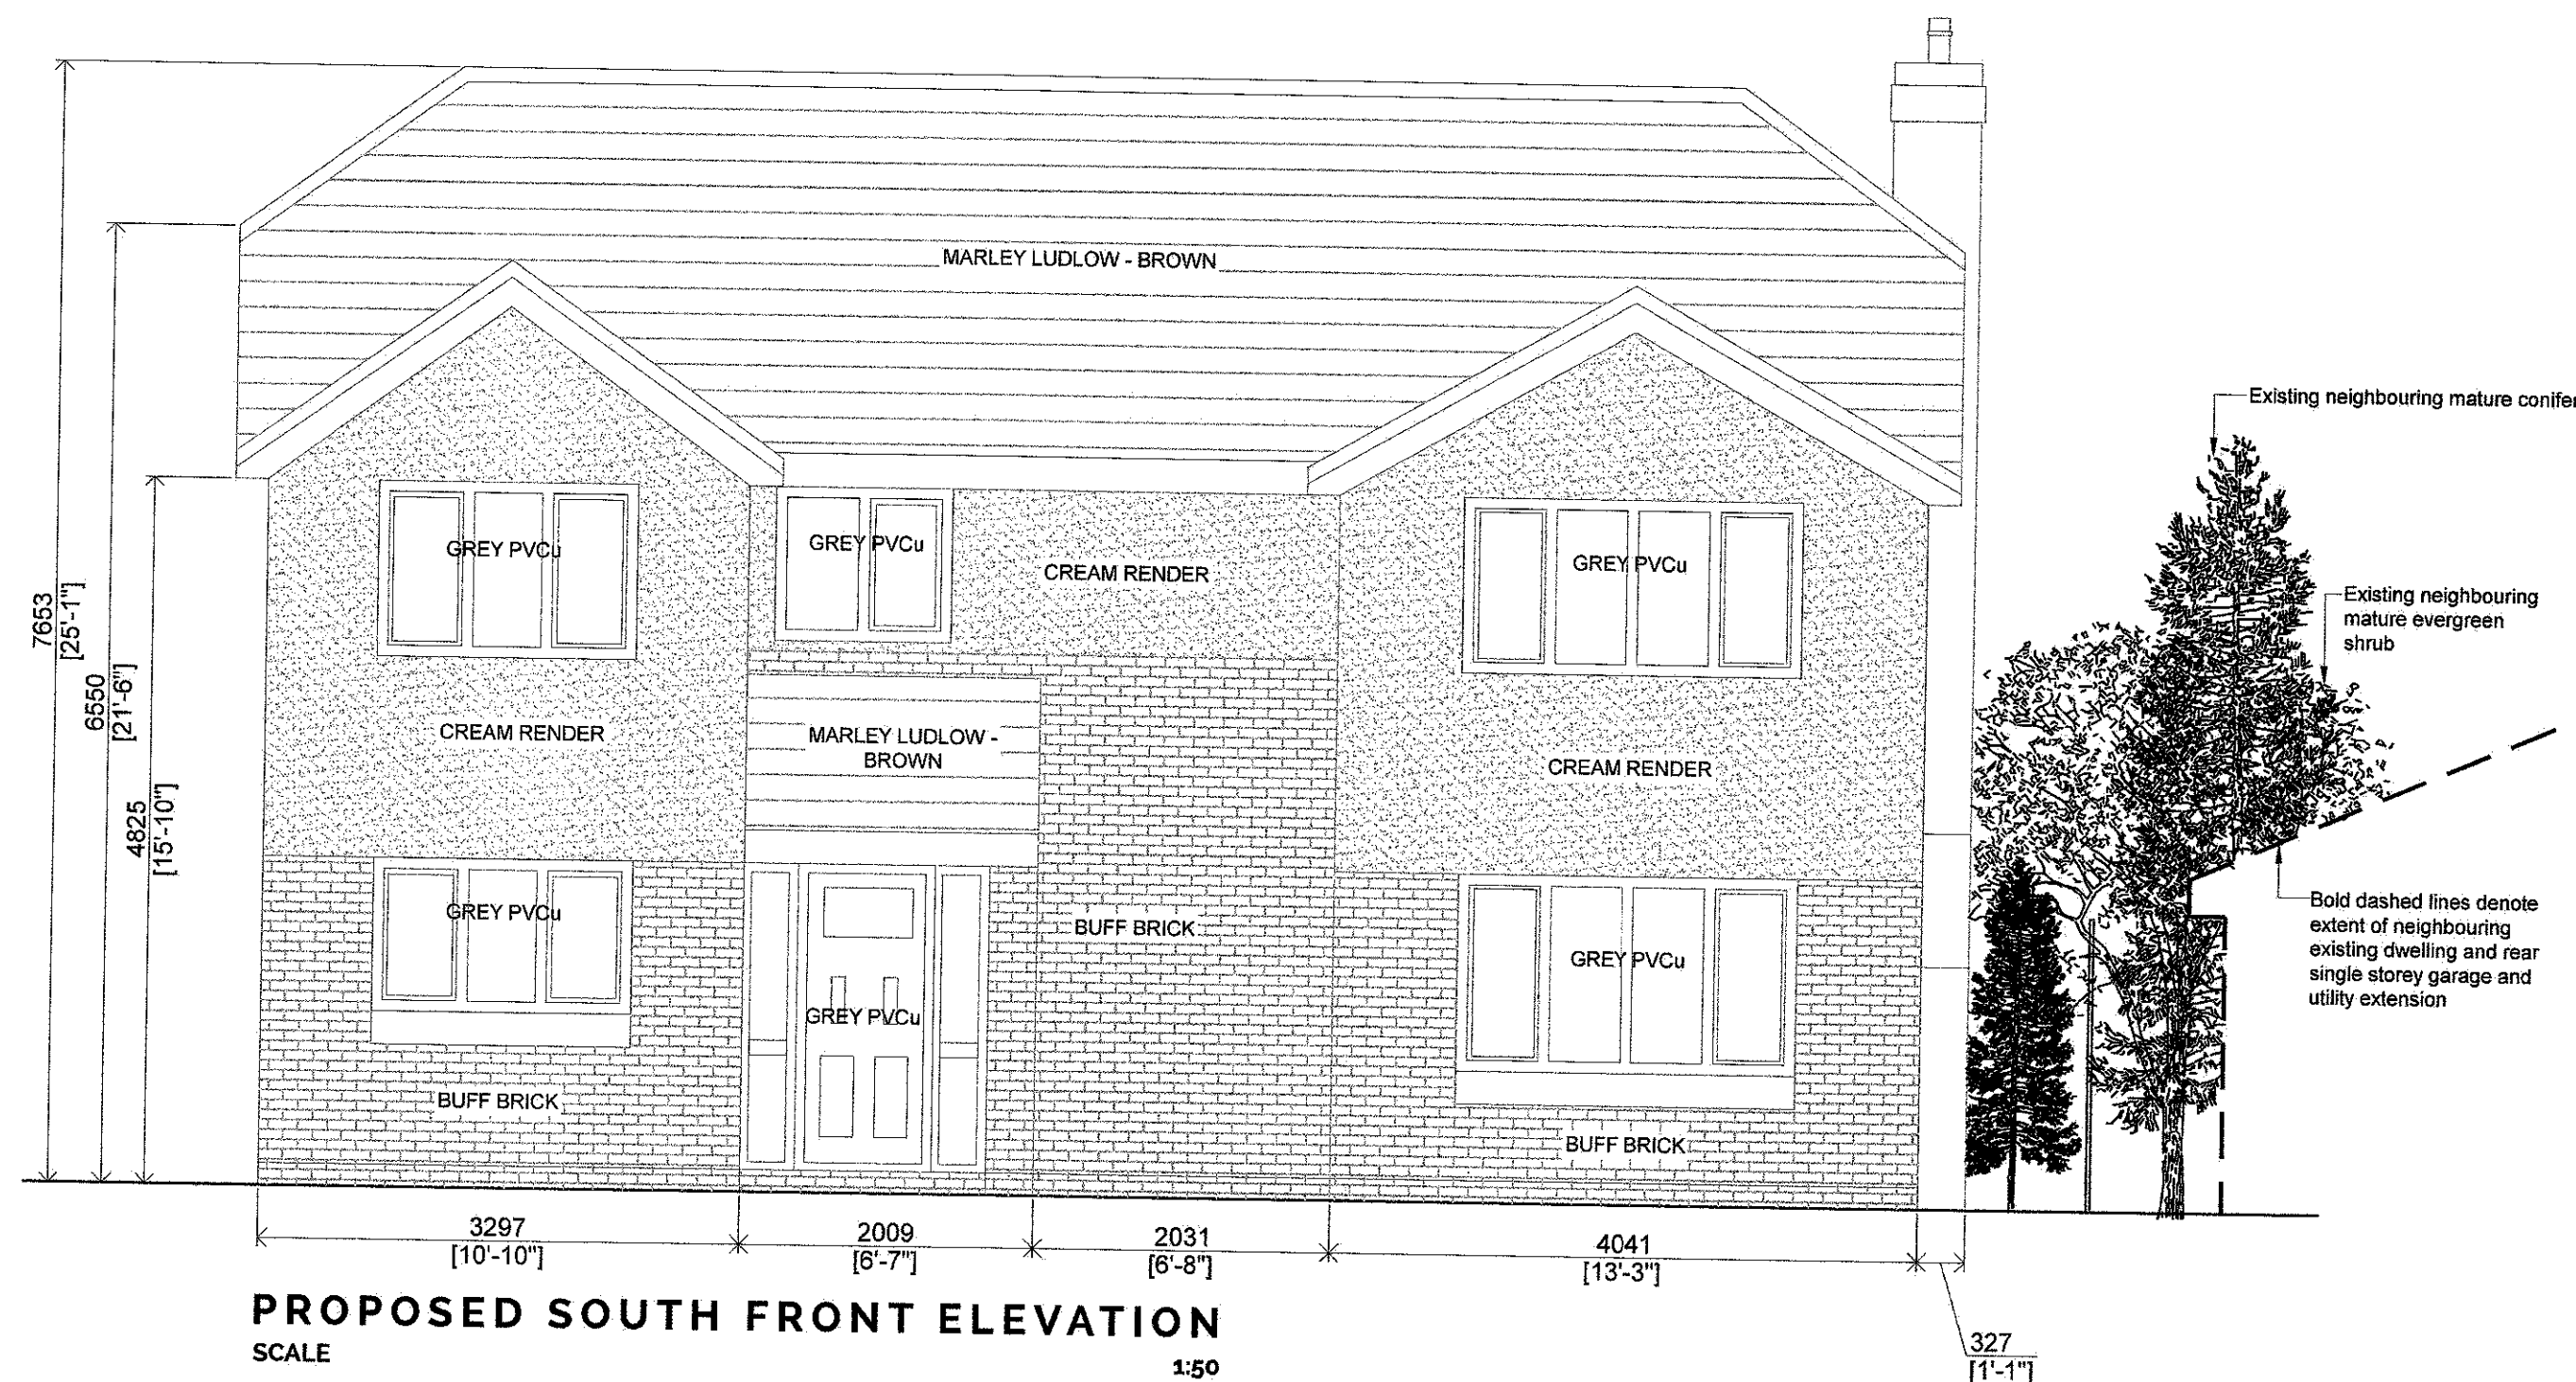 MARLEY LUDLOW - BROWN
Existing neighbouring mature conifer
GREY PVCu
GREY PVCu
CREAM RENDER
GREY PVCu
Existing neighbouring
mature evergreen
shrub
7653
[25'-1"]
6550
[21'-6"]
4825
[15'-10"]
CREAM RENDER
MARLEY LUDLOW -
BROWN
CREAM RENDER
GREY PVCu
BUFF BRICK
GREY PVCu
Bold dashed lines denote
extent of neighbouring
existing dwelling and rear
single storey garage and
utility extension
GREY PVCu
BUFF BRICK
BUFF BRICK
3297
[10'-10"]
2009
[6'-7"]
2031
[6'-8"]
4041
[13'-3"]
327
[1'-1"]
PROPOSED SOUTH FRONT ELEVATION
SCALE 1:50